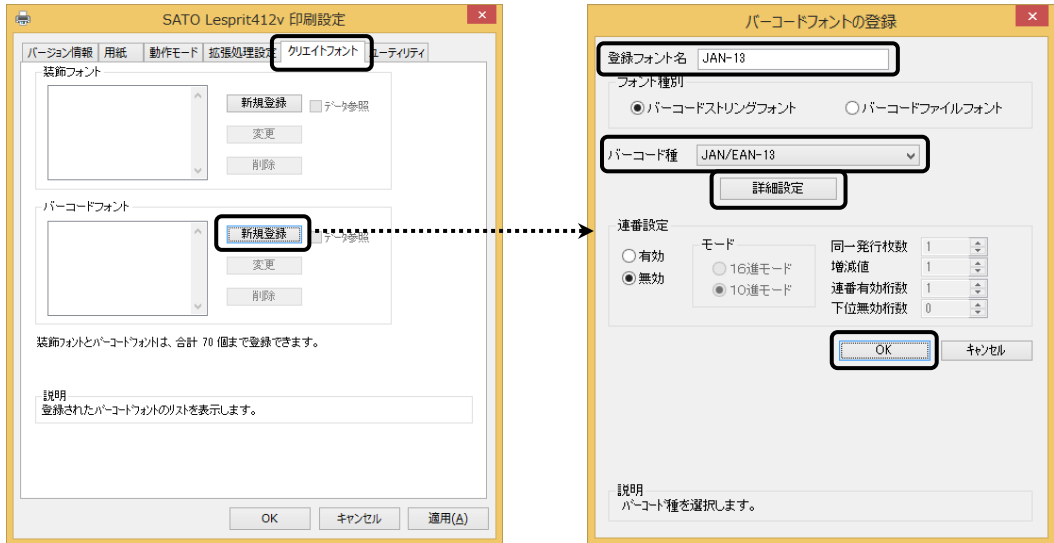 SATO Lesprit412v 印刷設定
バージョン情報 用紙 動作モード 拡張処理設定 クリエイトフォント ユーティリティ
装飾フォント
新規登録 データ参照
変更
削除
バーコードフォント
新規登録 データ参照
変更
削除
装飾フォントとバーコードフォントは、合計 70 個まで登録できます。
説明
登録されたバーコードフォントのリストを表示します。
OK キャンセル 適用(A)
バーコードフォントの登録
登録フォント名 JAN-13
フォント種別
バーコードストリングフォント バーコードファイルフォント
バーコード種 JAN/EAN-13
詳細設定
連番設定
有効
無効
モード
16進モード
10進モード
同一発行枚数 1
増減値 1
連番有効桁数 1
下位無効桁数 0
OK キャンセル
説明
バーコード種を選択します。